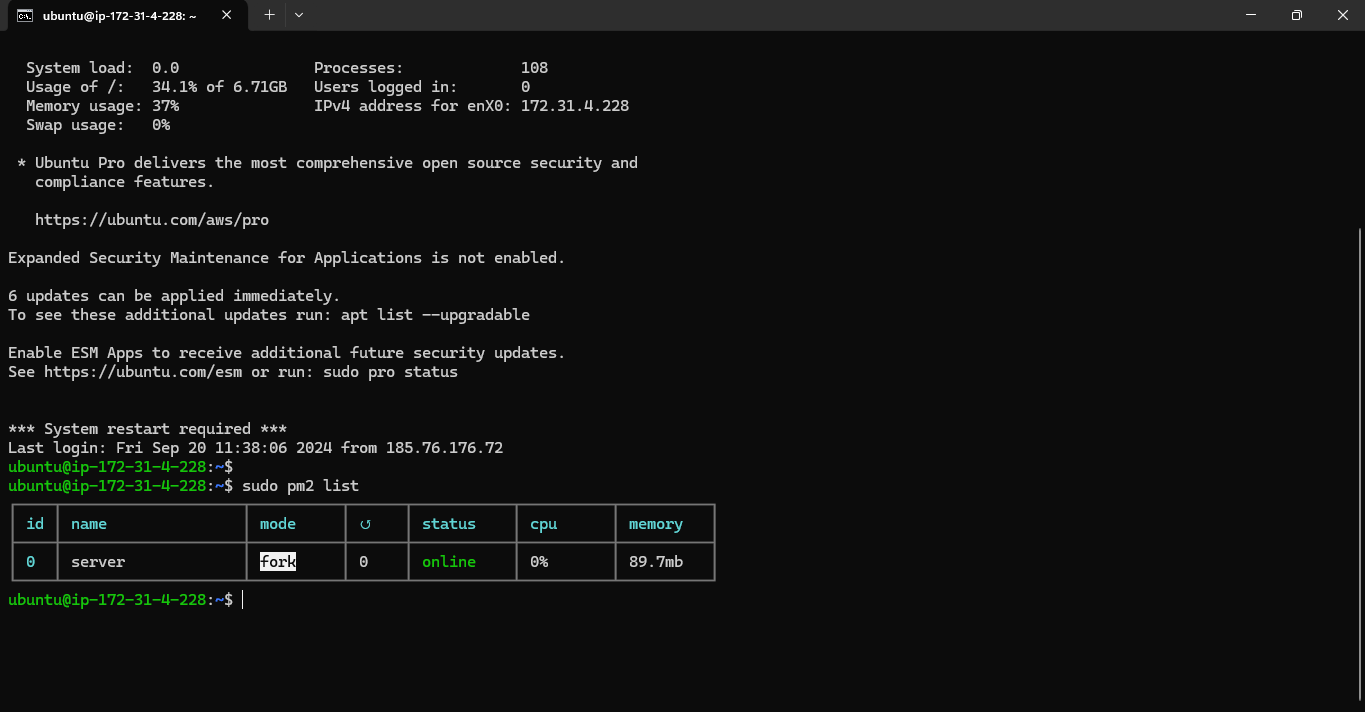 ubuntu@ip-172-31-4-228: ~
System load: 0.0 Processes: 108
Usage of /: 34.1% of 6.71GB Users logged in: 0
Memory usage: 37% IPv4 address for enX0: 172.31.4.228
Swap usage: 0%
* Ubuntu Pro delivers the most comprehensive open source security and
compliance features.
https://ubuntu.com/aws/pro
Expanded Security Maintenance for Applications is not enabled.
6 updates can be applied immediately.
To see these additional updates run: apt list --upgradable
Enable ESM Apps to receive additional future security updates.
See https://ubuntu.com/esm or run: sudo pro status
*** System restart required ***
Last login: Fri Sep 20 11:38:06 2024 from 185.76.176.72
ubuntu@ip-172-31-4-228:~$
ubuntu@ip-172-31-4-228:~$ sudo pm2 list
id name mode ↺ status cpu memory
0 server fork 0 online 0% 89.7mb
ubuntu@ip-172-31-4-228:~$